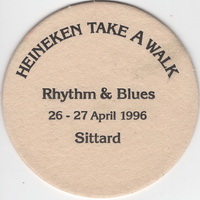 HEINEKEN TAKE A WALK
Rhythm & Blues
26 - 27 April 1996
Sittard